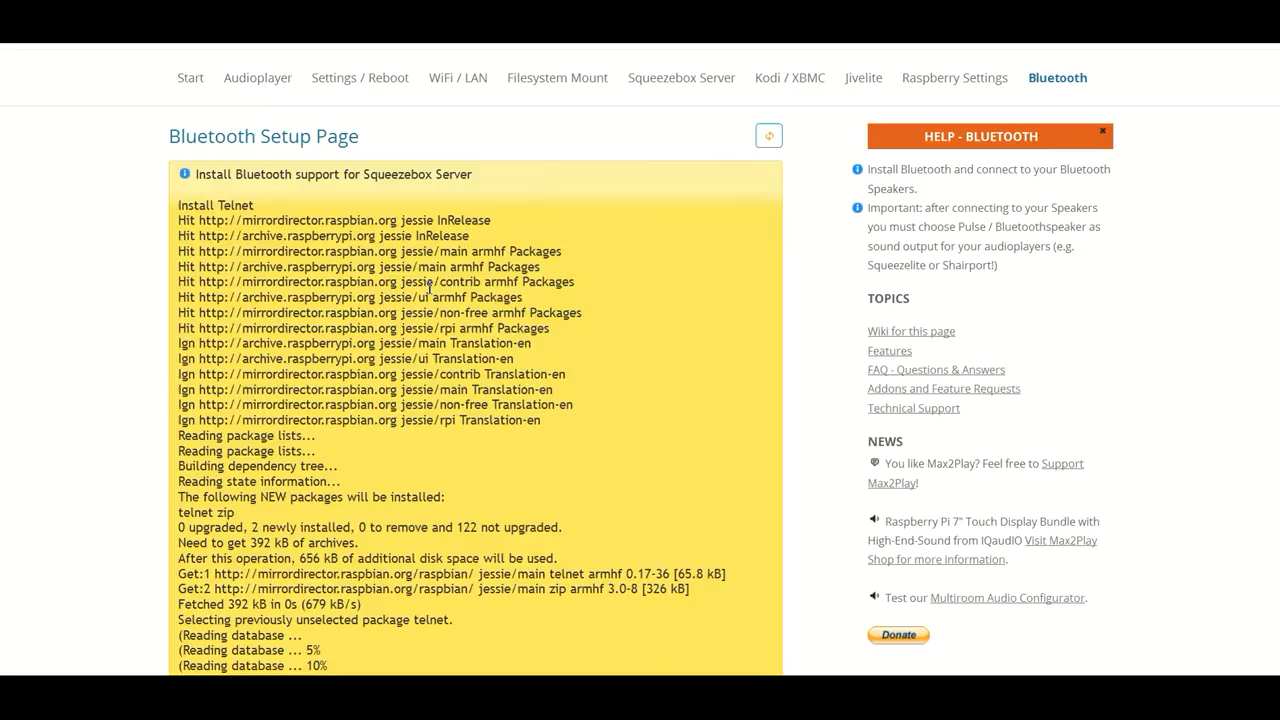 Start Audioplayer Settings / Reboot WiFi / LAN Filesystem Mount Squeezebox Server Kodi / XBMC Jivelite Raspberry Settings Bluetooth
Bluetooth Setup Page
Install Bluetooth support for Squeezebox Server
Install Telnet
Hit http://mirrordirector.raspbian.org jessie InRelease
Hit http://archive.raspberrypi.org jessie InRelease
Hit http://mirrordirector.raspbian.org jessie/main armhf Packages
Hit http://archive.raspberrypi.org jessie/main armhf Packages
Hit http://mirrordirector.raspbian.org jessie/contrib armhf Packages
Hit http://archive.raspberrypi.org jessie/ui armhf Packages
Hit http://mirrordirector.raspbian.org jessie/non-free armhf Packages
Hit http://mirrordirector.raspbian.org jessie/rpi armhf Packages
Ign http://archive.raspberrypi.org jessie/main Translation-en
Ign http://archive.raspberrypi.org jessie/ui Translation-en
Ign http://mirrordirector.raspbian.org jessie/contrib Translation-en
Ign http://mirrordirector.raspbian.org jessie/main Translation-en
Ign http://mirrordirector.raspbian.org jessie/non-free Translation-en
Ign http://mirrordirector.raspbian.org jessie/rpi Translation-en
Reading package lists...
Reading package lists...
Building dependency tree...
Reading state information...
The following NEW packages will be installed:
telnet zip
0 upgraded, 2 newly installed, 0 to remove and 122 not upgraded.
Need to get 392 kB of archives.
After this operation, 656 kB of additional disk space will be used.
Get:1 http://mirrordirector.raspbian.org/raspbian/ jessie/main telnet armhf 0.17-36 [65.8 kB]
Get:2 http://mirrordirector.raspbian.org/raspbian/ jessie/main zip armhf 3.0-8 [326 kB]
Fetched 392 kB in 0s (679 kB/s)
Selecting previously unselected package telnet.
(Reading database ...
(Reading database ... 5%
(Reading database ... 10%
HELP - BLUETOOTH
Install Bluetooth and connect to your Bluetooth
Speakers.
Important: after connecting to your Speakers
you must choose Pulse / Bluetoothspeaker as
sound output for your audioplayers (e.g.
Squeezelite or Shairport!)
TOPICS
Wiki for this page
Features
FAQ - Questions & Answers
Addons and Feature Requests
Technical Support
NEWS
You like Max2Play? Feel free to Support
Max2Play!
Raspberry Pi 7" Touch Display Bundle with
High-End-Sound from IQaudIO Visit Max2Play
Shop for more information.
Test our Multiroom Audio Configurator.
Donate